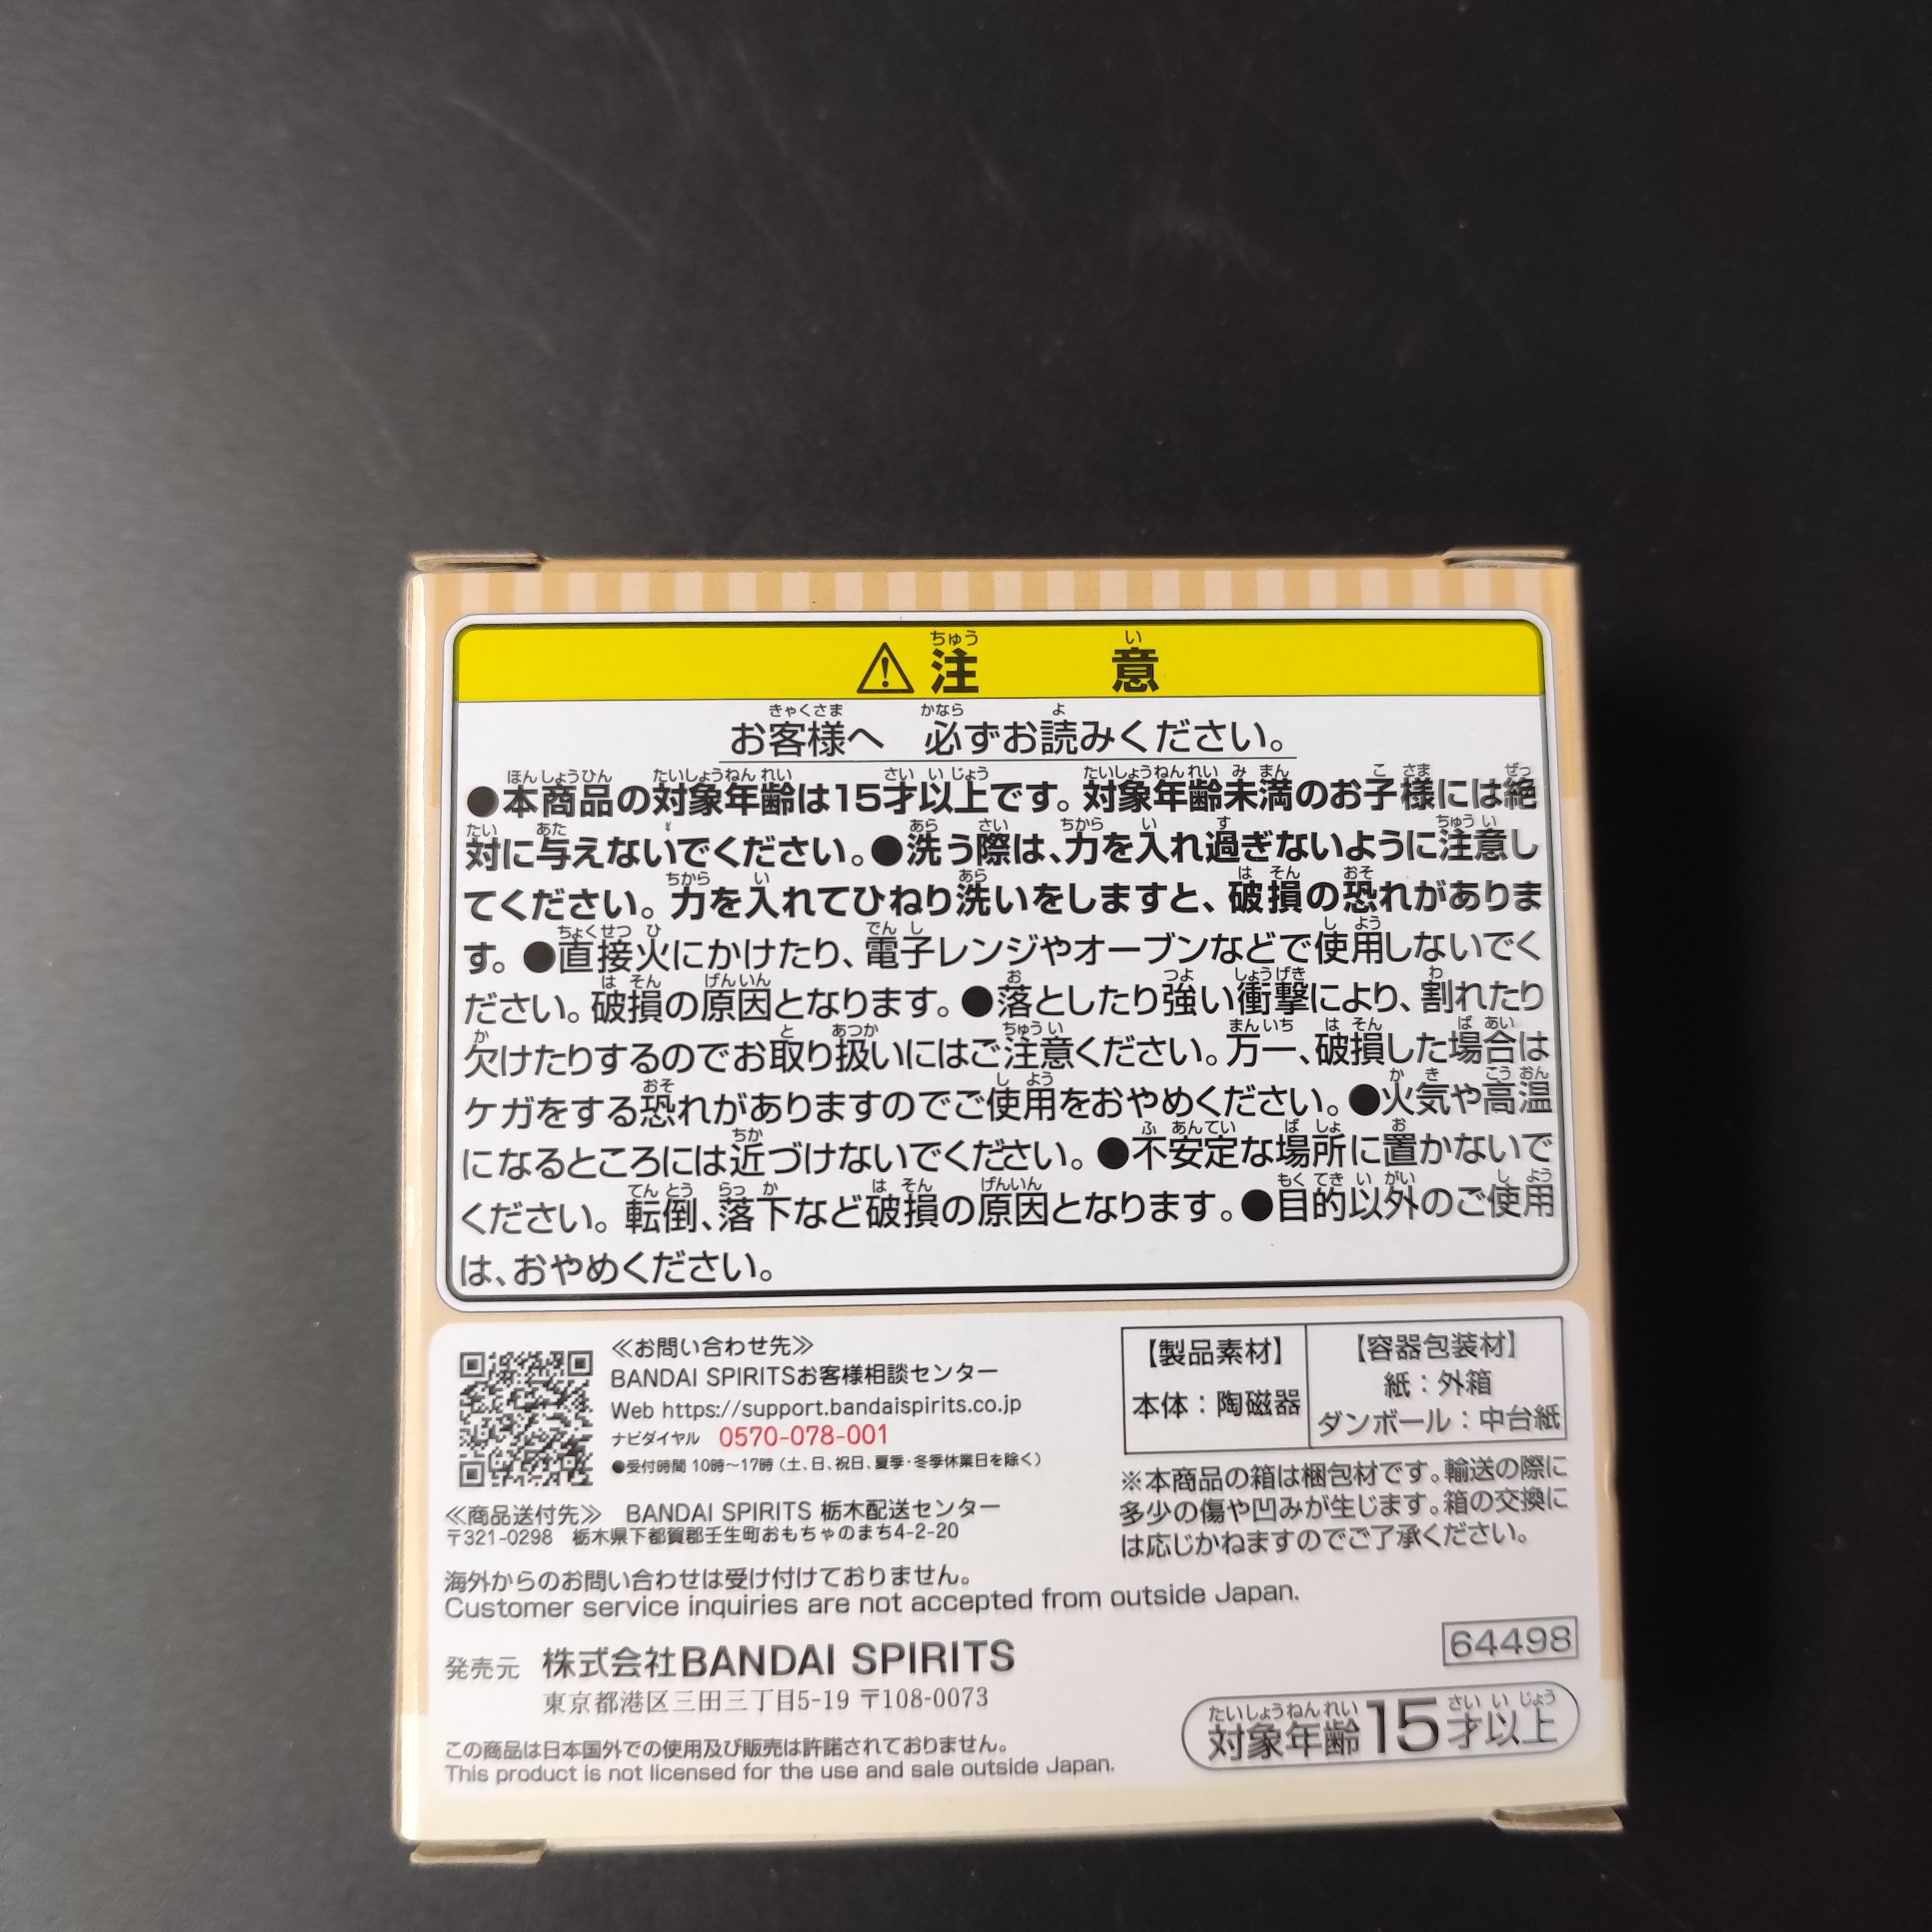 ⚠注意
お客様へ 必ずお読みください。
●本商品の対象年齢は15才以上です。対象年齢未満のお子様には絶
対に与えないでください。●洗う際は、力を入れ過ぎないように注意し
てください。力を入れてひねり洗いをしますと、破損の恐れがありま
す。●直接火にかけたり、電子レンジやオーブンなどで使用しないでく
ださい。破損の原因となります。●落としたり強い衝撃により、割れたり
欠けたりするのでお取り扱いにはご注意ください。万一、破損した場合は
ケガをする恐れがありますのでご使用をおやめください。●火気や高温
になるところには近づけないでください。●不安定な場所に置かないで
ください。転倒、落下など破損の原因となります。●目的以外のご使用
は、おやめください。
≪お問い合わせ先≫
BANDAI SPIRITSお客様相談センター
Web https://support.bandaispirits.co.jp
ナビダイヤル 0570-078-001
●受付時間 10時～17時(土、日、祝日、夏季・冬季休業日を除く)
≪商品送付先≫ BANDAI SPIRITS 栃木配送センター
〒321-0298 栃木県下都賀郡壬生町おもちゃのまち4-2-20
【製品素材】
本体：陶磁器
【容器包装材】
紙：外箱
ダンボール：中台紙
※本商品の箱は梱包材です。輸送の際に
多少の傷や凹みが生じます。箱の交換に
は応じかねますのでご了承ください。
海外からのお問い合わせは受け付けておりません。
Customer service inquiries are not accepted from outside Japan.
発売元 株式会社BANDAI SPIRITS
東京都港区三田三丁目5-19 〒108-0073
64498
この商品は日本国外での使用及び販売は許諾されておりません。
This product is not licensed for the use and sale outside Japan.
対象年齢15才以上